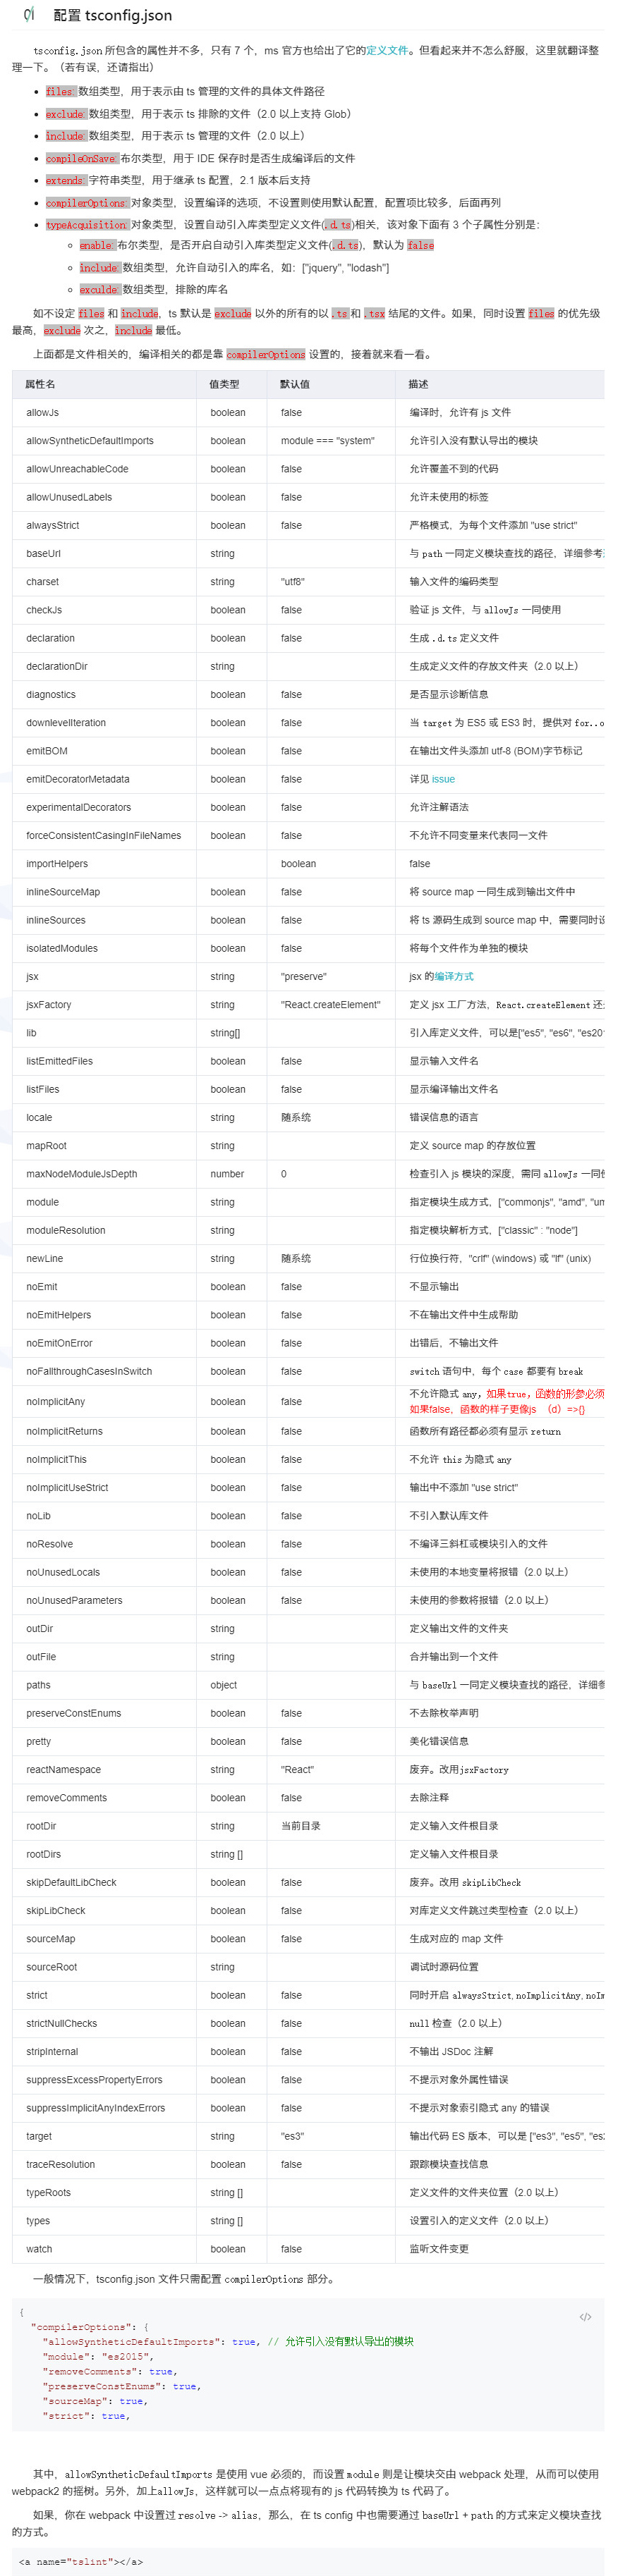 配置 tsconfig.json
tsconfig.json 所包含的属性并不多，只有 7 个，ms 官方也给出了它的定义文件。但看起来并不怎么舒服，这里就翻译整
理一下。（若有误，还请指出）
files: 数组类型，用于表示由 ts 管理的文件的具体文件路径
exclude: 数组类型，用于表示 ts 排除的文件（2.0 以上支持 Glob）
include: 数组类型，用于表示 ts 管理的文件（2.0 以上）
compileOnSave: 布尔类型，用于 IDE 保存时是否生成编译后的文件
extends: 字符串类型，用于继承 ts 配置，2.1 版本后支持
compilerOptions: 对象类型，设置编译的选项，不设置则使用默认配置，配置项比较多，后面再列
typeAcquisition: 对象类型，设置自动引入库类型定义文件(.d.ts)相关，该对象下面有 3 个子属性分别是：
enable: 布尔类型，是否开启自动引入库类型定义文件(.d.ts)，默认为 false
include: 数组类型，允许自动引入的库名，如：["jquery", "lodash"]
exculde: 数组类型，排除的库名
如不设定 files 和 include，ts 默认是 exclude 以外的所有的以 .ts 和 .tsx 结尾的文件。如果，同时设置 files 的优先级
最高，exclude 次之，include 最低。
上面都是文件相关的，编译相关的都是靠 compilerOptions 设置的，接着就来看一看。
属性名 值类型 默认值 描述
allowJs boolean false 编译时，允许有 js 文件
allowSyntheticDefaultImports boolean module === "system" 允许引入没有默认导出的模块
allowUnreachableCode boolean false 允许覆盖不到的代码
allowUnusedLabels boolean false 允许未使用的标签
alwaysStrict boolean false 严格模式，为每个文件添加 "use strict"
baseUrl string 与 path 一同定义模块查找的路径，详细参考
charset string "utf8" 输入文件的编码类型
checkJs boolean false 验证 js 文件，与 allowJs 一同使用
declaration boolean false 生成 .d.ts 定义文件
declarationDir string 生成定义文件的存放文件夹（2.0 以上）
diagnostics boolean false 是否显示诊断信息
downlevelIteration boolean false 当 target 为 ES5 或 ES3 时，提供对 for..o
emitBOM boolean false 在输出文件头添加 utf-8 (BOM)字节标记
emitDecoratorMetadata boolean false 详见 issue
experimentalDecorators boolean false 允许注解语法
forceConsistentCasingInFileNames boolean false 不允许不同变量来代表同一文件
importHelpers boolean false
inlineSourceMap boolean false 将 source map 一同生成到输出文件中
inlineSources boolean false 将 ts 源码生成到 source map 中，需要同时设
isolatedModules boolean false 将每个文件作为单独的模块
jsx string "preserve" jsx 的编译方式
jsxFactory string "React.createElement" 定义 jsx 工厂方法，React.createElement 还
lib string[] 引入库定义文件，可以是["es5", "es6", "es20
listEmittedFiles boolean false 显示输入文件名
listFiles boolean false 显示编译输出文件名
locale string 随系统 错误信息的语言
mapRoot string 定义 source map 的存放位置
maxNodeModuleJsDepth number 0 检查引入 js 模块的深度，需同 allowJs 一同使
module string 指定模块生成方式，["commonjs", "amd", "um
moduleResolution string 指定模块解析方式，["classic" : "node"]
newLine string 随系统 行位换行符，"crlf" (windows) 或 "lf" (unix)
noEmit boolean false 不显示输出
noEmitHelpers boolean false 不在输出文件中生成帮助
noEmitOnError boolean false 出错后，不输出文件
noFallthroughCasesInSwitch boolean false switch 语句中，每个 case 都要有 break
noImplicitAny boolean false 不允许隐式 any，如果true，函数的形参必须
如果false，函数的样子更像js （d）=>{}
noImplicitReturns boolean false 函数所有路径都必须有显示 return
noImplicitThis boolean false 不允许 this 为隐式 any
noImplicitUseStrict boolean false 输出中不添加 "use strict"
noLib boolean false 不引入默认库文件
noResolve boolean false 不编译三斜杠或模块引入的文件
noUnusedLocals boolean false 未使用的本地变量将报错（2.0 以上）
noUnusedParameters boolean false 未使用的参数将报错（2.0 以上）
outDir string 定义输出文件的文件夹
outFile string 合并输出到一个文件
paths object 与 baseUrl 一同定义模块查找的路径，详细参
preserveConstEnums boolean false 不去除枚举声明
pretty boolean false 美化错误信息
reactNamespace string "React" 废弃。改用jsxFactory
removeComments boolean false 去除注释
rootDir string 当前目录 定义输入文件根目录
rootDirs string [] 定义输入文件根目录
skipDefaultLibCheck boolean false 废弃。改用 skipLibCheck
skipLibCheck boolean false 对库定义文件跳过类型检查（2.0 以上）
sourceMap boolean false 生成对应的 map 文件
sourceRoot string 调试时源码位置
strict boolean false 同时开启 alwaysStrict, noImplicitAny, noIm
strictNullChecks boolean false null 检查（2.0 以上）
stripInternal boolean false 不输出 JSDoc 注解
suppressExcessPropertyErrors boolean false 不提示对象外属性错误
suppressImplicitAnyIndexErrors boolean false 不提示对象索引隐式 any 的错误
target string "es3" 输出代码 ES 版本，可以是 ["es3", "es5", "es
traceResolution boolean false 跟踪模块查找信息
typeRoots string [] 定义文件的文件夹位置（2.0 以上）
types string [] 设置引入的定义文件（2.0 以上）
watch boolean false 监听文件变更
一般情况下，tsconfig.json 文件只需配置 compilerOptions 部分。
{
"compilerOptions": {
"allowSyntheticDefaultImports": true, // 允许引入没有默认导出的模块
"module": "es2015",
"removeComments": true,
"preserveConstEnums": true,
"sourceMap": true,
"strict": true,
其中，allowSyntheticDefaultImports 是使用 vue 必须的，而设置 module 则是让模块交由 webpack 处理，从而可以使用
webpack2 的摇树。另外，加上allowJs，这样就可以一点点将现有的 js 代码转换为 ts 代码了。
如果，你在 webpack 中设置过 resolve -> alias，那么，在 ts config 中也需要通过 baseUrl + path 的方式来定义模块查找
的方式。
<a name="tslint"></a>